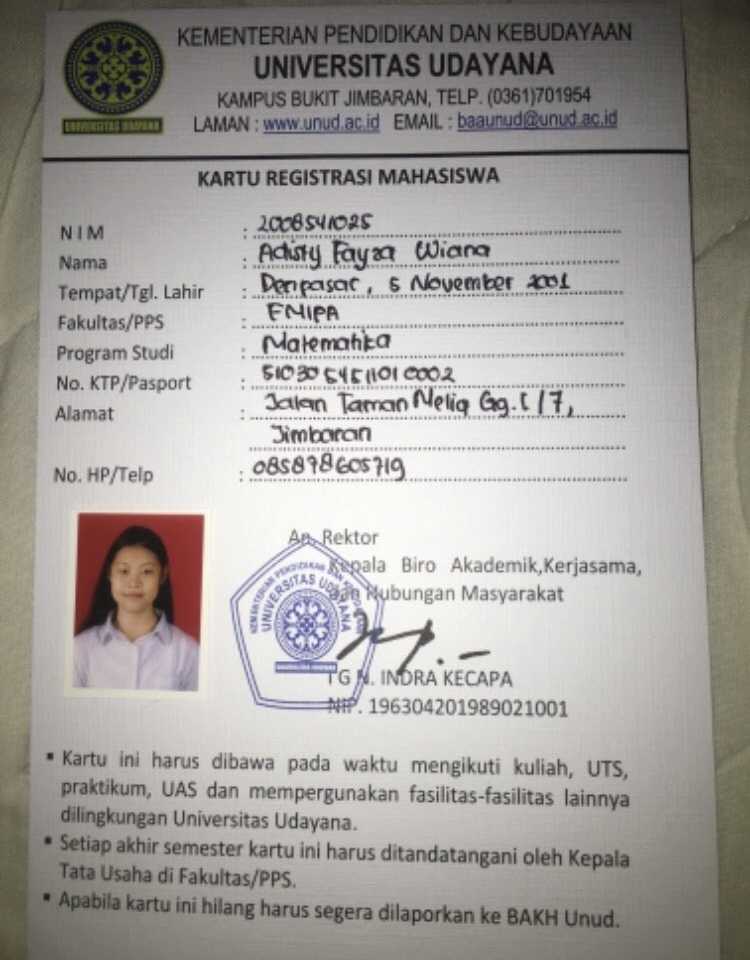 KEMENTERIAN PENDIDIKAN DAN KEBUDAYAAN
UNIVERSITAS UDAYANA
KAMPUS BUKIT JIMBARAN, TELP. (0361)701954
LAMAN : www.unud.ac.id EMAIL : baaunud@unud.ac.id
UNIVERSITAS UDAYANA
KARTU REGISTRASI MAHASISWA
NIM : 2008541025
Nama : Adisty Fayza Wiana
Tempat/Tgl. Lahir : Denpasar, 5 November 2001
Fakultas/PPS : FMIPA
Program Studi : Matematika
No. KTP/Pasport : 5103054511010002
Alamat : Jalan Taman Neliq Gg. I/7,
Jimbaran
No. HP/Telp : 085878605719
An. Rektor
Kepala Biro Akademik,Kerjasama,
dan Hubungan Masyarakat
KEMENTERIAN PENDIDIKAN DAN KEBUDAYAAN
UNIVERSITAS UDAYANA
UNIVERSITAS UDAYANA
I G N. INDRA KECAPA
NIP. 196304201989021001
▪ Kartu ini harus dibawa pada waktu mengikuti kuliah, UTS,
praktikum, UAS dan mempergunakan fasilitas-fasilitas lainnya
dilingkungan Universitas Udayana.
▪ Setiap akhir semester kartu ini harus ditandatangani oleh Kepala
Tata Usaha di Fakultas/PPS.
▪ Apabila kartu ini hilang harus segera dilaporkan ke BAKH Unud.